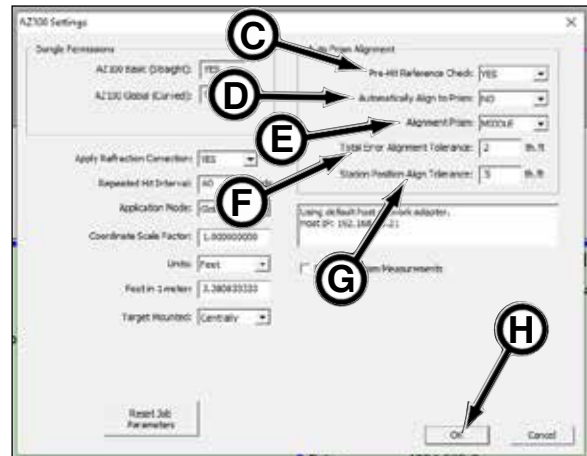 AZ100 Settings
Dongle Permissions
AZ100 Basic (Straight): YES
AZ100 Global (Curved):
Apply Refraction Correction: YES
Repeated Hit Interval: 60
Application Mode:
Coordinate Scale Factor: 1.000000000
Units: Feet
Feet in 1 meter: 3.280833333
Target Mounted: Centrally
Reset Job
Parameters
Auto Prism Alignment
Pre-Hit Reference Check: YES
Automatically Align to Prism: NO
Alignment Prism: MIDDLE
Total Error Alignment Tolerance: 2 th.ft
Station Position Align Tolerance: 5 th.ft
Using default host network adapter.
Host IP: 192.168
Measurements
OK
Cancel
C
D
E
F
G
H